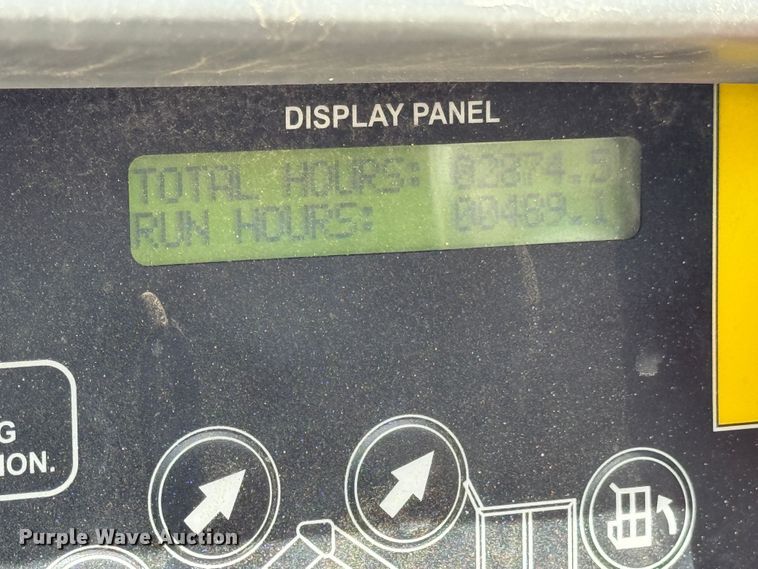 DISPLAY PANEL
TOTAL HOURS: 02874.5
RUN HOURS: 00489.1
G
ION.
Purple Wave Auction